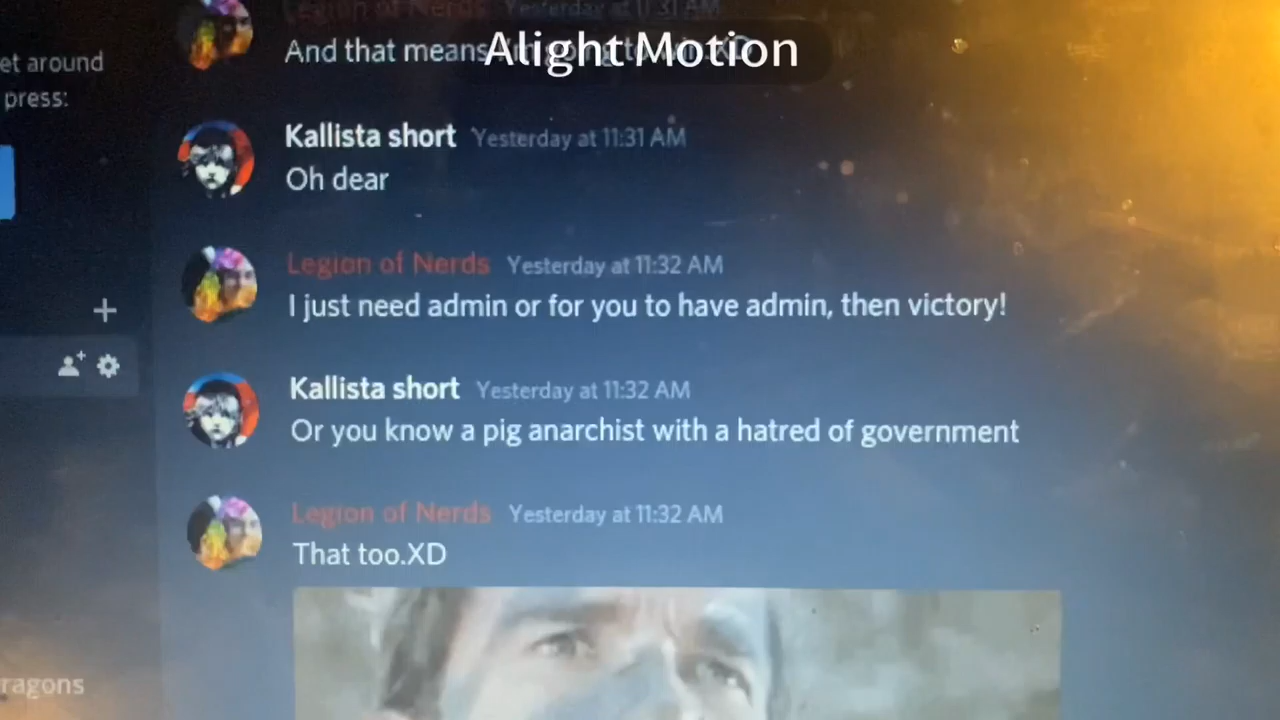 Legion of Nerds Yesterday at 11:31 AM
Alight Motion
And that means
et around
press:
Kallista short Yesterday at 11:31 AM
Oh dear
Legion of Nerds Yesterday at 11:32 AM
I just need admin or for you to have admin, then victory!
Kallista short Yesterday at 11:32 AM
Or you know a pig anarchist with a hatred of government
Legion of Nerds Yesterday at 11:32 AM
That too.XD
ragons